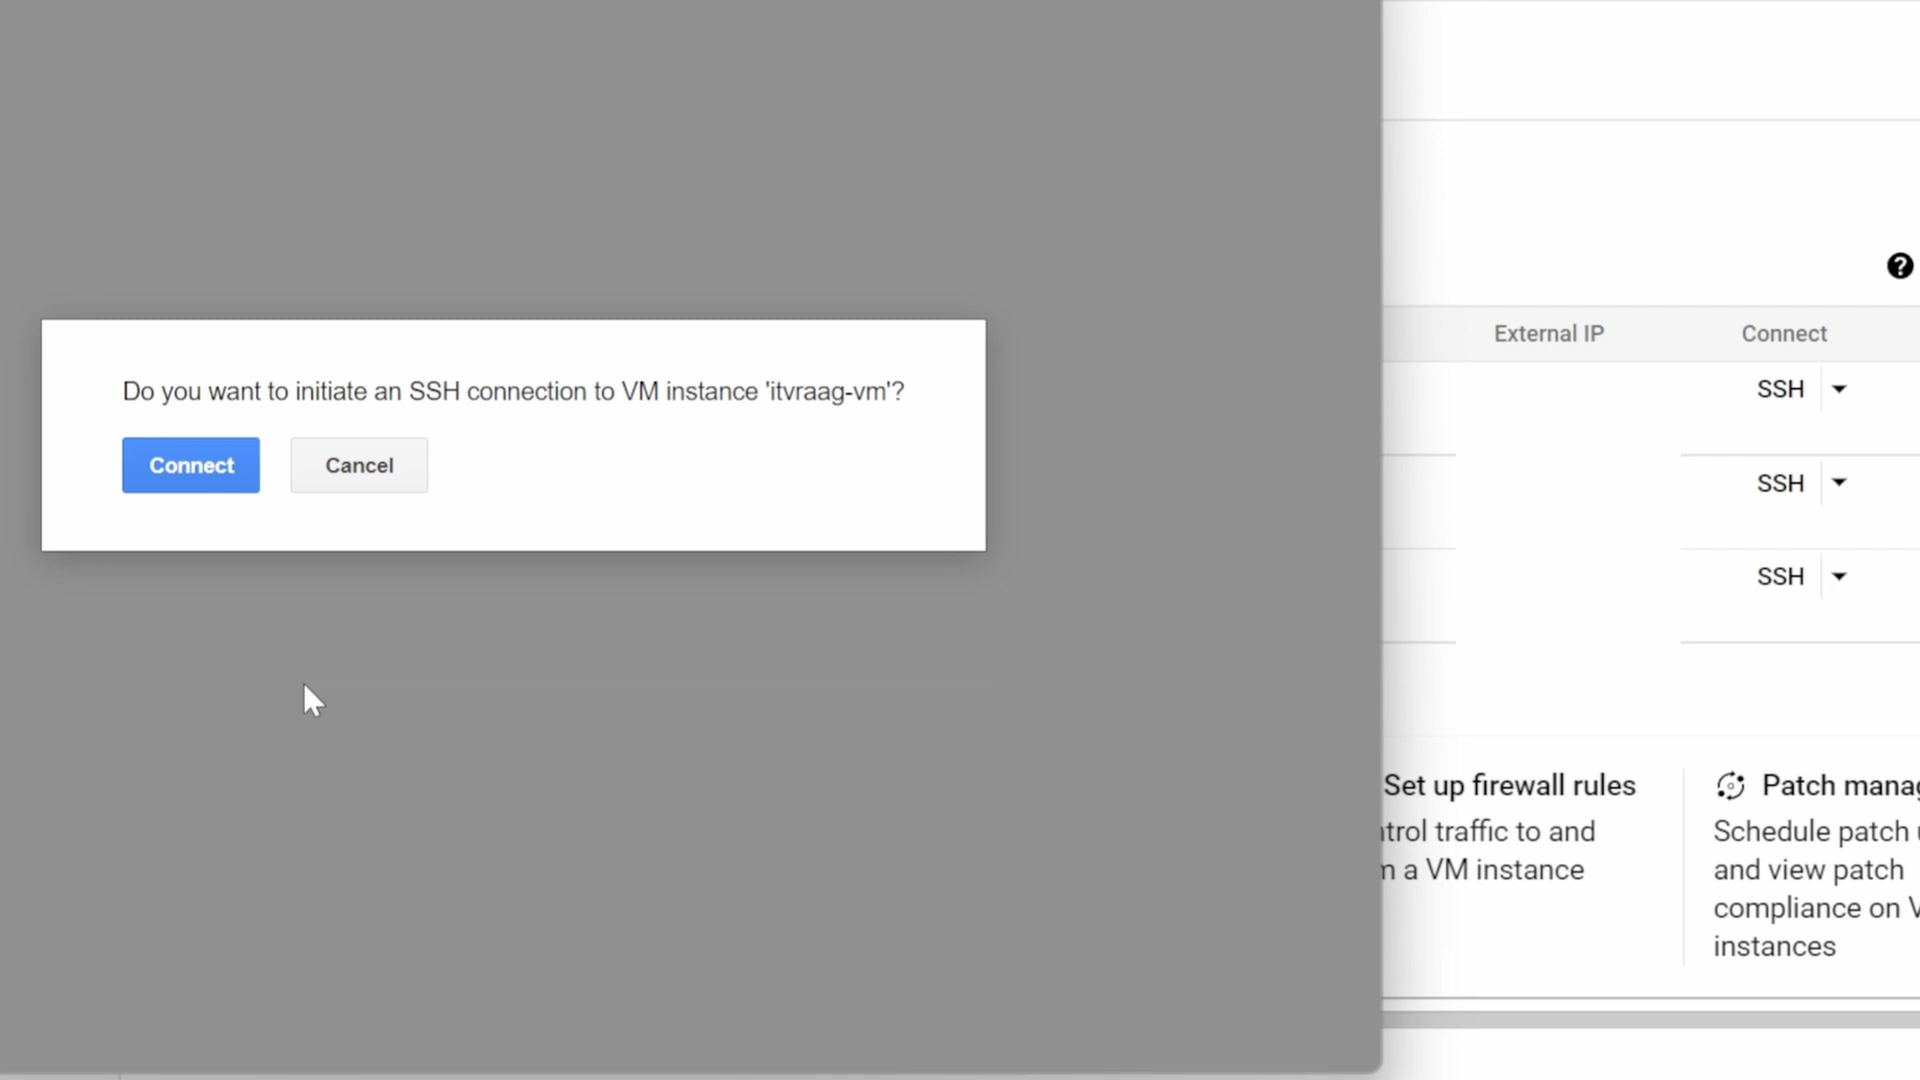 Do you want to initiate an SSH connection to VM instance 'itvraag-vm'?
Connect
Cancel
External IP
Connect
SSH
SSH
SSH
Set up firewall rules
trol traffic to and
a VM instance
Patch manag
Schedule patch
and view patch
compliance on V
instances